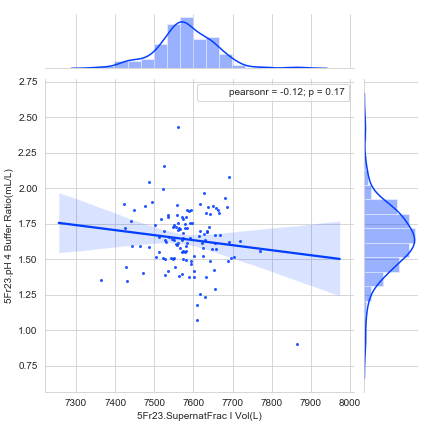 pearsonr = -0.12; p = 0.17
2.75
2.50
2.25
2.00
1.75
1.50
1.25
1.00
0.75
5Fr23.pH 4 Buffer Ratio(mL/L)
7300 7400 7500 7600 7700 7800 7900 8000
5Fr23.SupernatFrac I Vol(L)